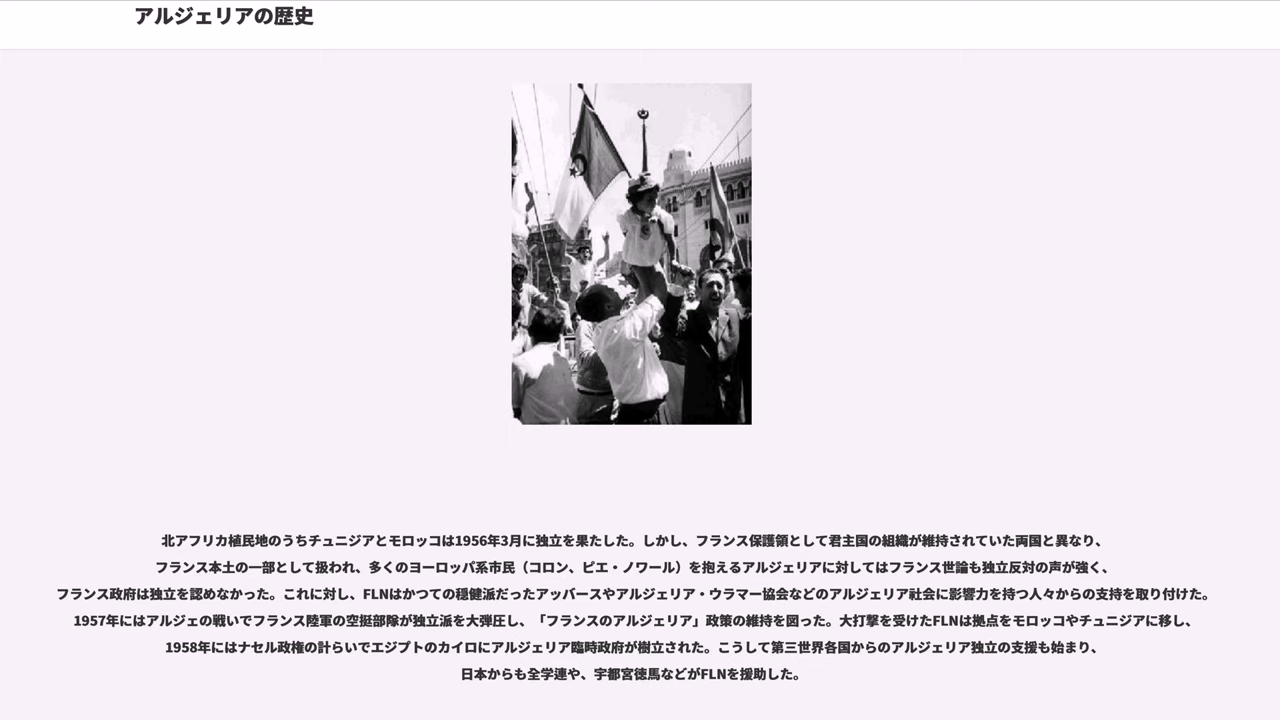 アルジェリアの歴史
北アフリカ植民地のうちチュニジアとモロッコは1956年3月に独立を果たした。しかし、フランス保護領として君主国の組織が維持されていた両国と異なり、
フランス本土の一部として扱われ、多くのヨーロッパ系市民（コロン、ピエ・ノワール）を抱えるアルジェリアに対してはフランス世論も独立反対の声が強く、
フランス政府は独立を認めなかった。これに対し、FLNはかつての穏健派だったアッバースやアルジェリア・ウラマー協会などのアルジェリア社会に影響力を持つ人々からの支持を取り付けた。
1957年にはアルジェの戦いでフランス陸軍の空挺部隊が独立派を大弾圧し、「フランスのアルジェリア」政策の維持を図った。大打撃を受けたFLNは拠点をモロッコやチュニジアに移し、
1958年にはナセル政権の計らいでエジプトのカイロにアルジェリア臨時政府が樹立された。こうして第三世界各国からのアルジェリア独立の支援も始まり、
日本からも全学連や、宇都宮徳馬などがFLNを援助した。